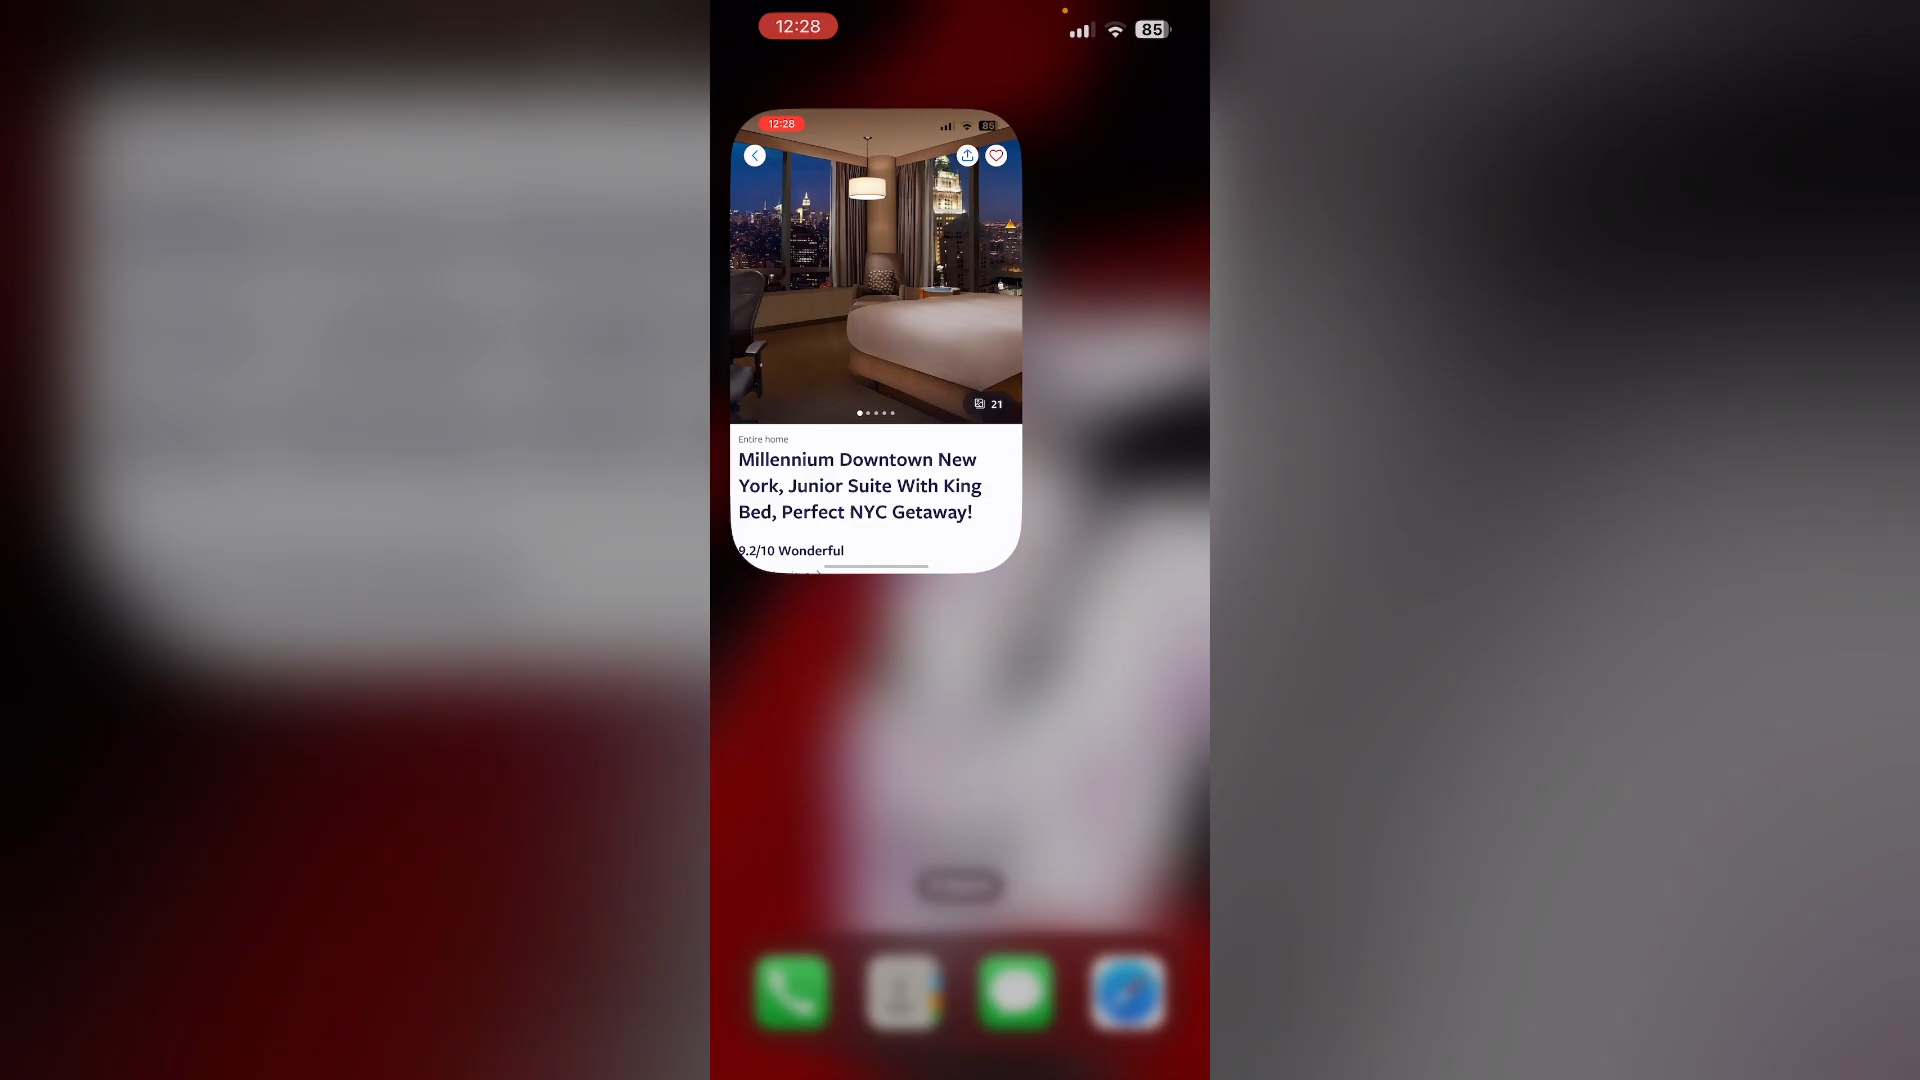 12:28
85
12:28
85
21
Entire home
Millennium Downtown New
York, Junior Suite With King
Bed, Perfect NYC Getaway!
9.2/10 Wonderful